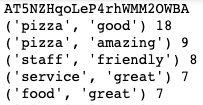 AT5NZHqoLeP4rhWMM2OWBA
('pizza', 'good') 18
('pizza', 'amazing') 9
('staff', 'friendly') 8
('service', 'great') 7
('food', 'great') 7